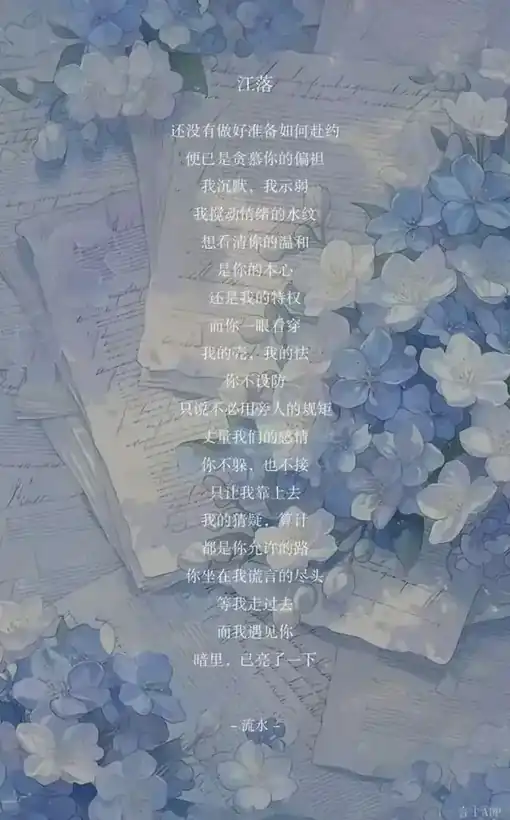 江落
还没有做好准备如何赴约
便已是贪慕你的偏袒
我沉默，我示弱
我搅动情绪的水纹
想看清你的温和
是你的本心
还是我的特权
而你一眼看穿
我的壳，我的怯
你不设防
只说不必用旁人的规矩
丈量我们的感情
你不躲，也不接
只让我靠上去
我的猜疑，算计
都是你允许的路
你坐在我谎言的尽头
等我走过去
而我遇见你
暗里，已亮了一下
- 流水 -